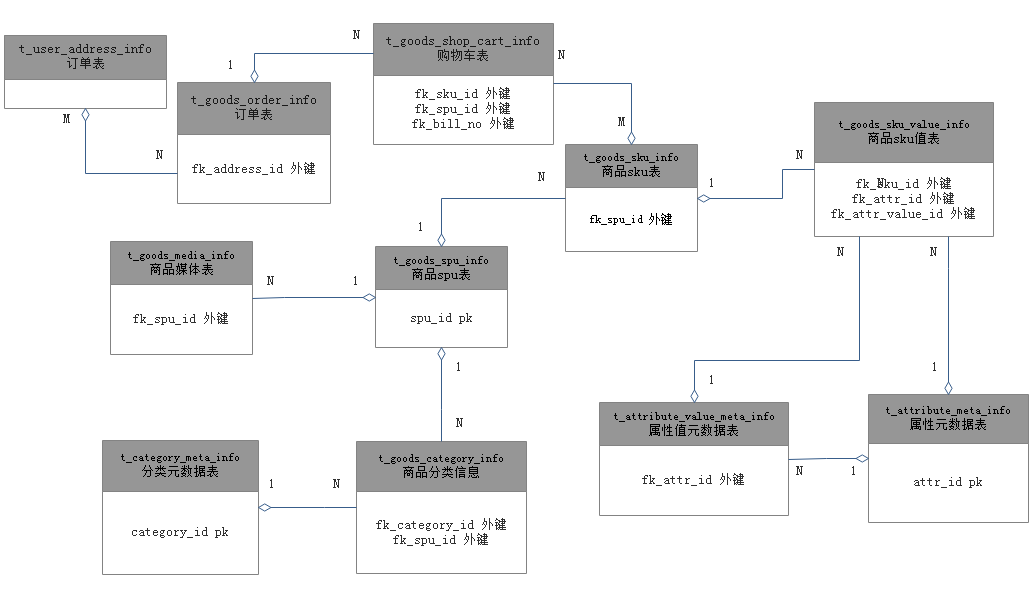 t_user_address_info
订单表
M
N
1
t_goods_order_info
订单表
fk_address_id 外键
N
t_goods_shop_cart_info
购物车表
fk_sku_id 外键
fk_spu_id 外键
fk_bill_no 外键
N
M
t_goods_sku_info
商品sku表
fk_spu_id 外键
N
1
N
t_goods_sku_value_info
商品sku值表
fk_sku_id 外键
N
fk_attr_id 外键
fk_attr_value_id 外键
N
N
1
t_goods_media_info
商品媒体表
fk_spu_id 外键
N
1
t_goods_spu_info
商品spu表
spu_id pk
1
N
1
1
t_attribute_value_meta_info
属性值元数据表
fk_attr_id 外键
N
1
t_attribute_meta_info
属性元数据表
attr_id pk
t_category_meta_info
分类元数据表
category_id pk
1
N
t_goods_category_info
商品分类信息
fk_category_id 外键
fk_spu_id 外键